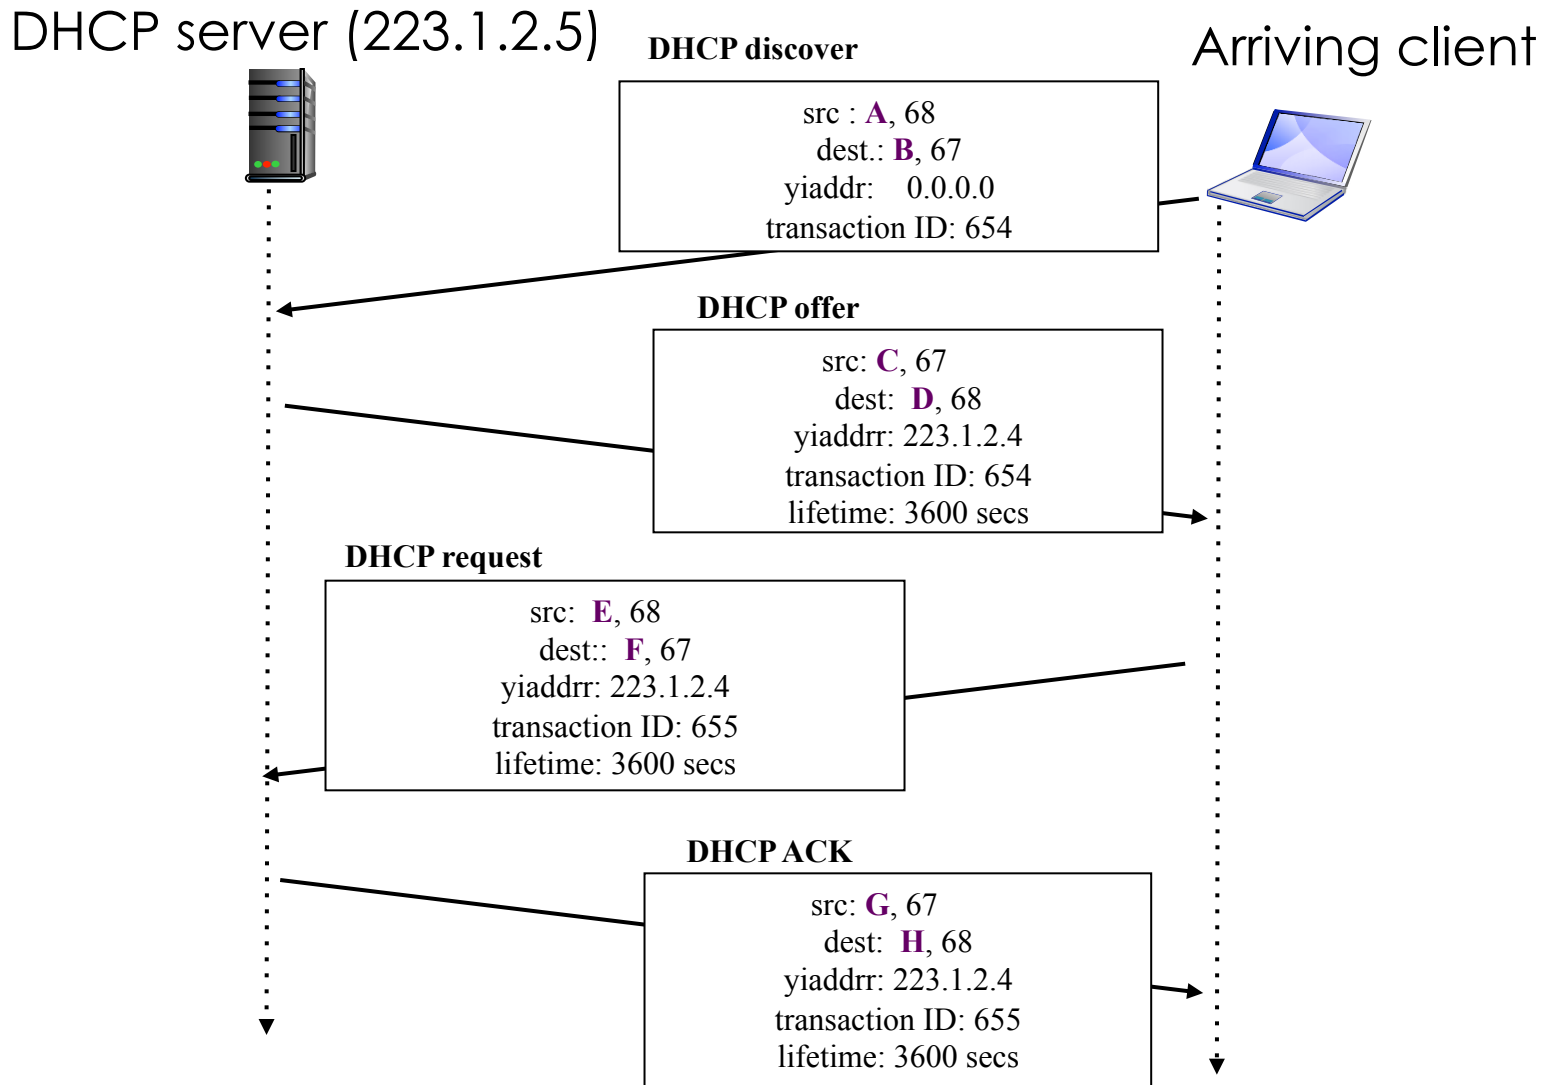 DHCP server (223.1.2.5)
Arriving client
DHCP discover
src : A, 68
dest.: B, 67
yiaddr: 0.0.0.0
transaction ID: 654
DHCP offer
src: C, 67
dest: D, 68
yiaddrr: 223.1.2.4
transaction ID: 654
lifetime: 3600 secs
DHCP request
src: E, 68
dest:: F, 67
yiaddrr: 223.1.2.4
transaction ID: 655
lifetime: 3600 secs
DHCP ACK
src: G, 67
dest: H, 68
yiaddrr: 223.1.2.4
transaction ID: 655
lifetime: 3600 secs